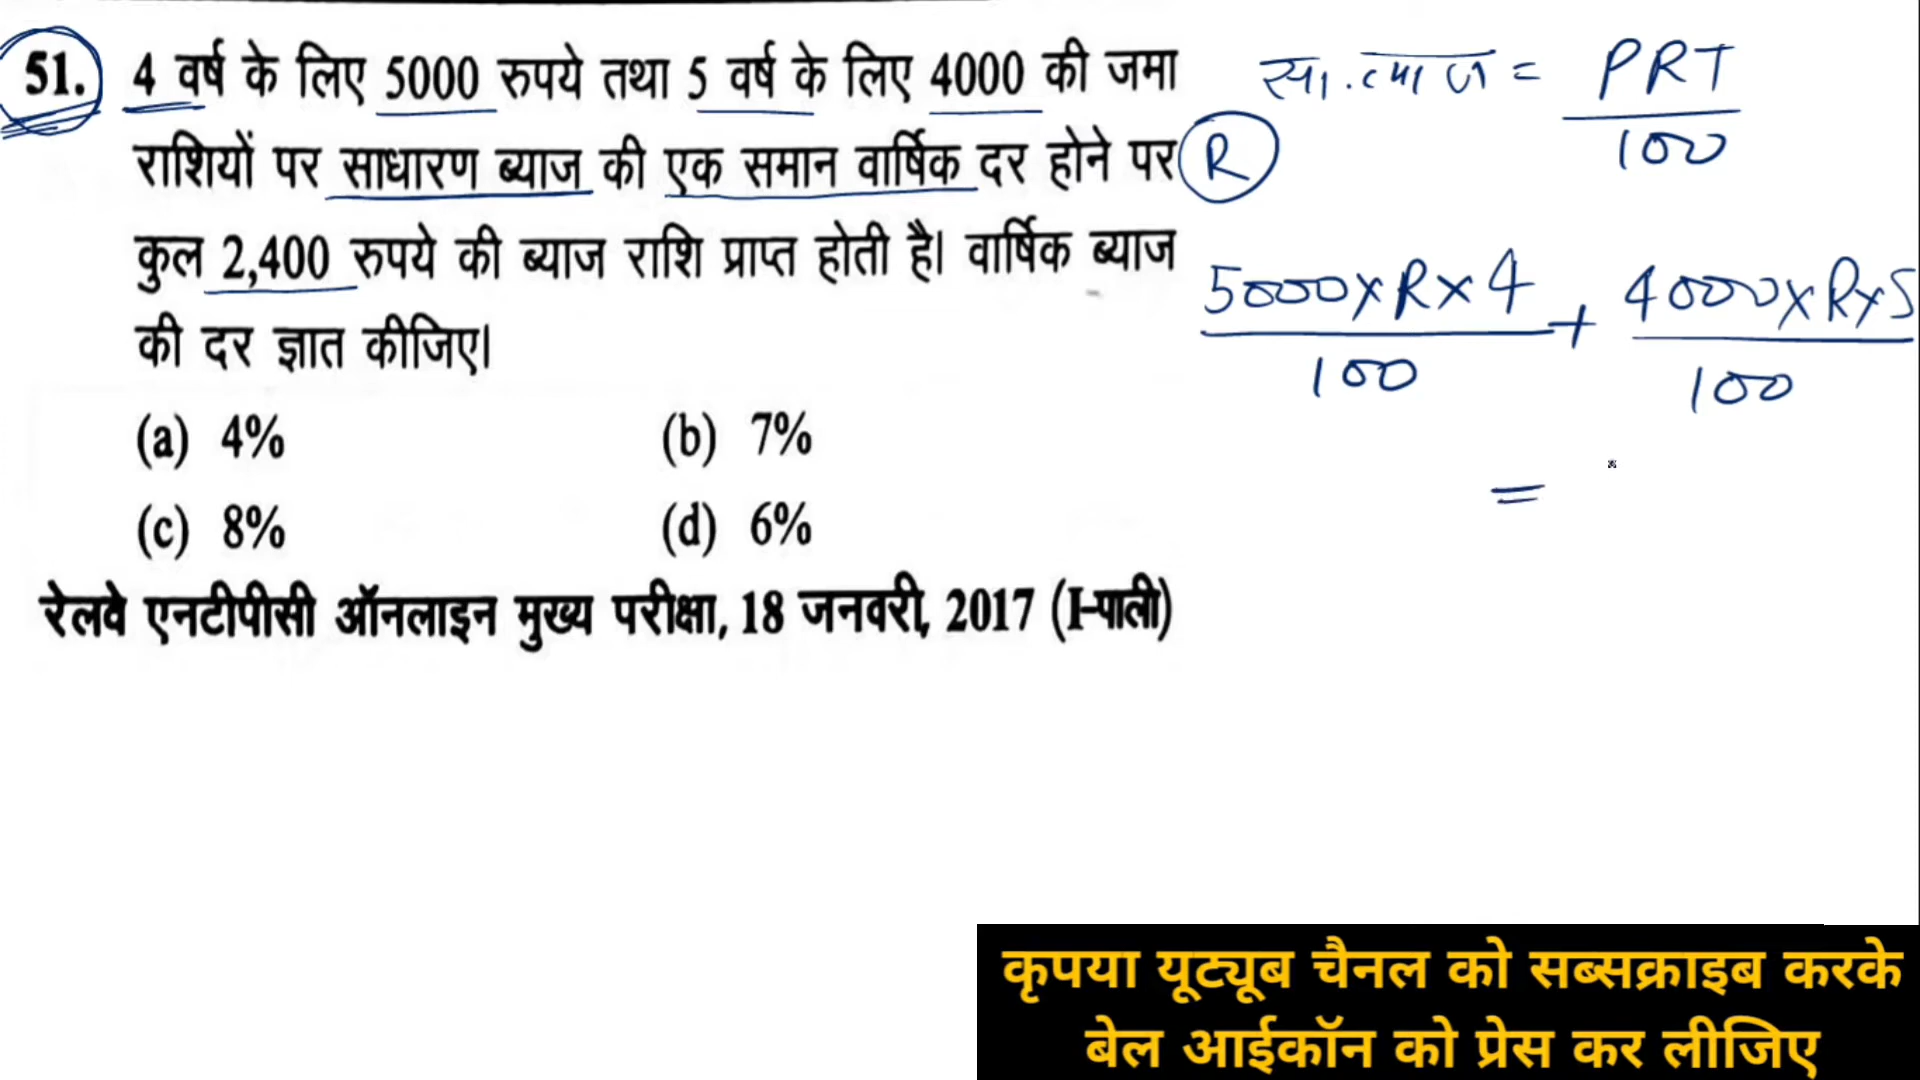 51. 4 वर्ष के लिए 5000 रुपये तथा 5 वर्ष के लिए 4000 की जमा
राशियों पर साधारण ब्याज की एक समान वार्षिक दर होने पर
कुल 2,400 रुपये की ब्याज राशि प्राप्त होती है। वार्षिक ब्याज
की दर ज्ञात कीजिए।
(a) 4% (b) 7%
(c) 8% (d) 6%
रेलवे एनटीपीसी ऑनलाइन मुख्य परीक्षा, 18 जनवरी, 2017 (I-पाली)
सा. ब्याज = PRT
100
R
5000×R×4 + 4000×R×5
100 100
=
कृपया यूट्यूब चैनल को सब्सक्राइब करके
बेल आईकॉन को प्रेस कर लीजिए